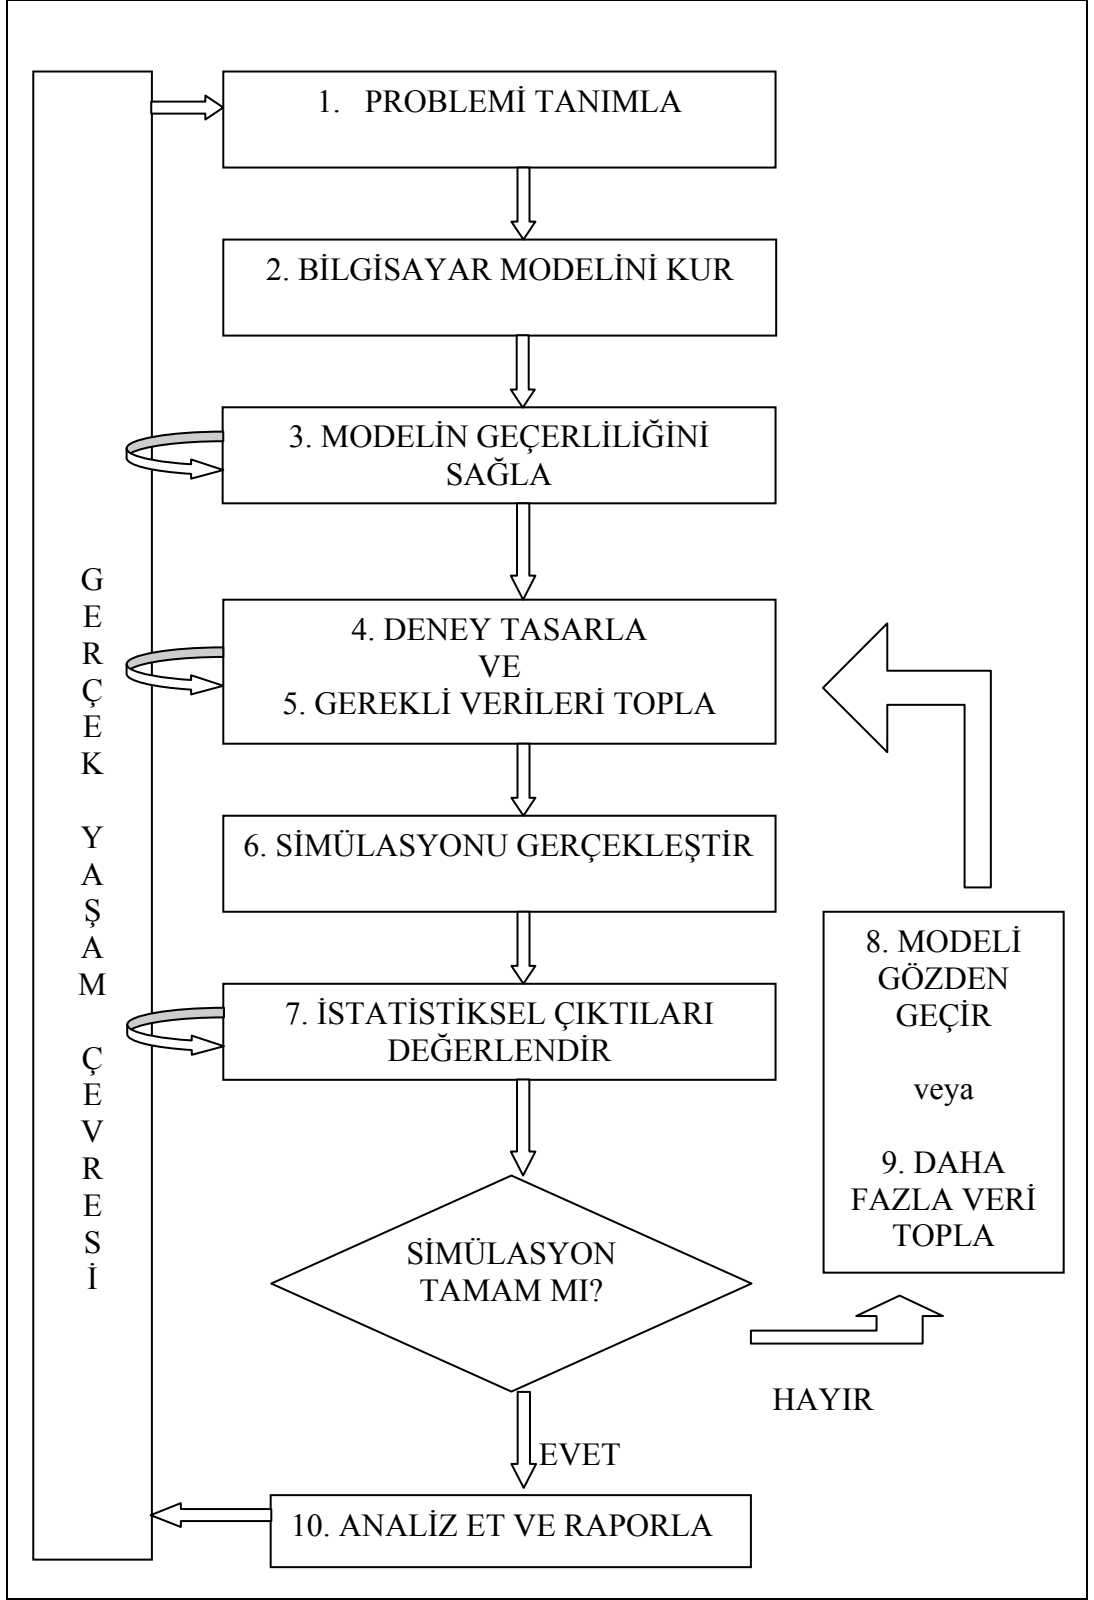 1. PROBLEMİ TANIMLA
2. BİLGİSAYAR MODELİNİ KUR
3. MODELİN GEÇERLİLİĞİNİ
SAĞLA
4. DENEY TASARLA
VE
5. GEREKLİ VERİLERİ TOPLA
6. SİMÜLASYONU GERÇEKLEŞTİR
7. İSTATİSTİKSEL ÇIKTILARI
DEĞERLENDİR
SİMÜLASYON
TAMAM MI?
HAYIR
EVET
10. ANALİZ ET VE RAPORLA
8. MODELİ
GÖZDEN
GEÇİR
veya
9. DAHA
FAZLA VERİ
TOPLA
G
E
R
Ç
E
K
Y
A
Ş
A
M
Ç
E
V
R
E
S
İ